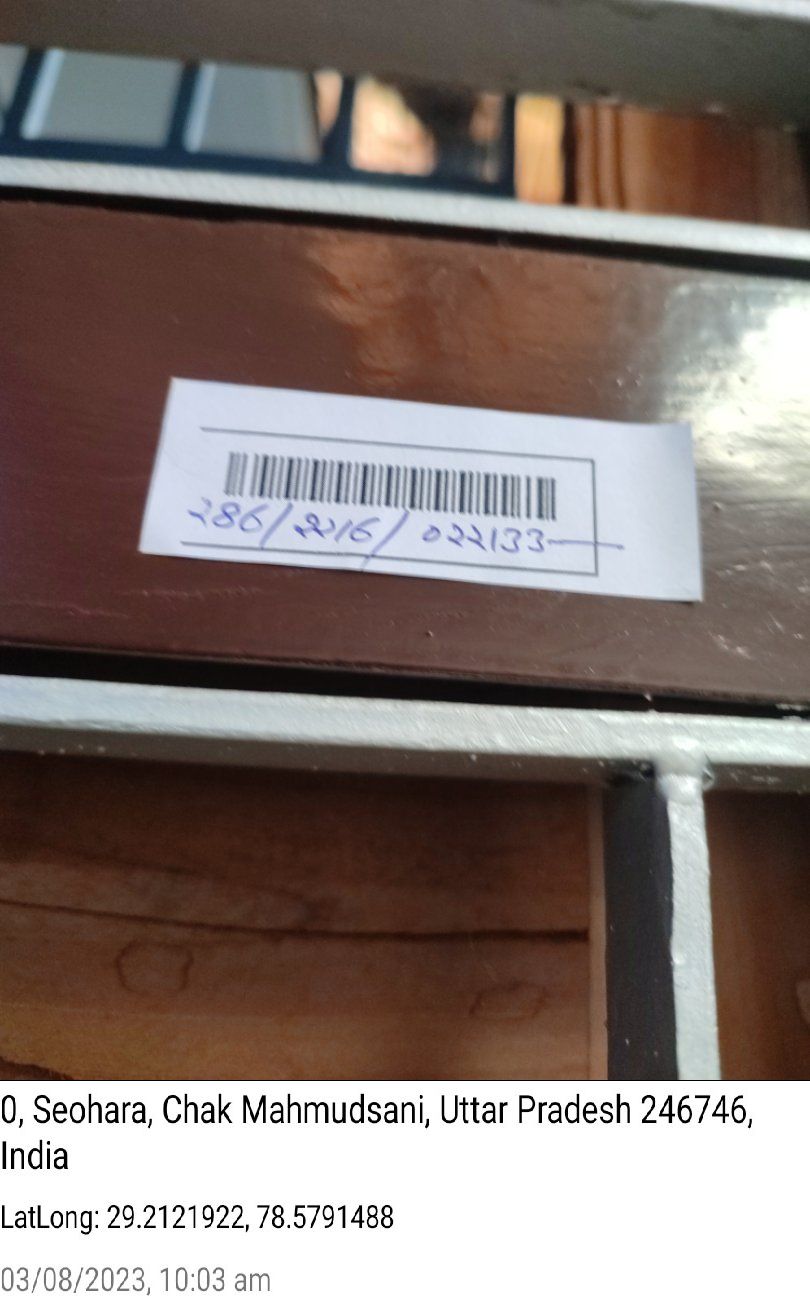 286/2216/022133
0, Seohara, Chak Mahmudsani, Uttar Pradesh 246746,
India
LatLong: 29.2121922, 78.5791488
03/08/2023, 10:03 am